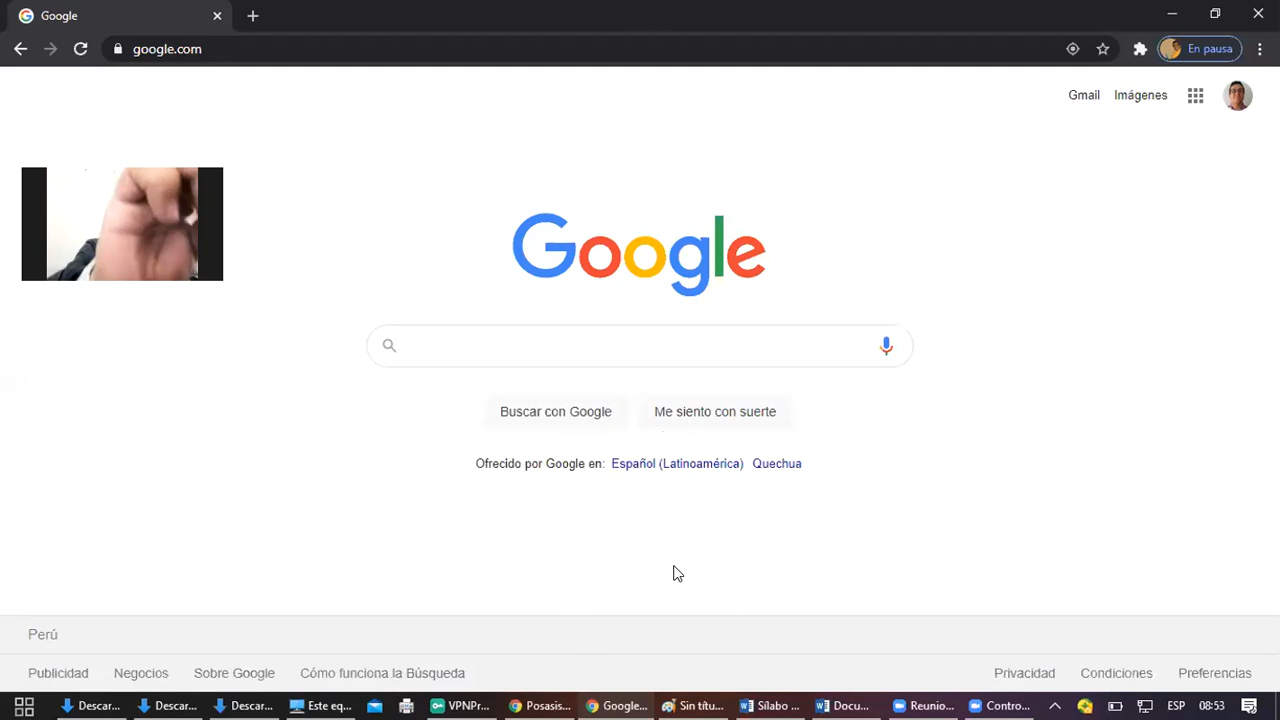 Google
google.com
En pausa
Gmail Imágenes
Google
Buscar con Google Me siento con suerte
Ofrecido por Google en: Español (Latinoamérica) Quechua
Perú
Publicidad Negocios Sobre Google Cómo funciona la Búsqueda Privacidad Condiciones Preferencias
Descar... Descar... Descar... Este eq... VPNPr... Posasis... Google... Sin títu... Sílabo ... Docu... Reunio... Contro... ESP 08:53